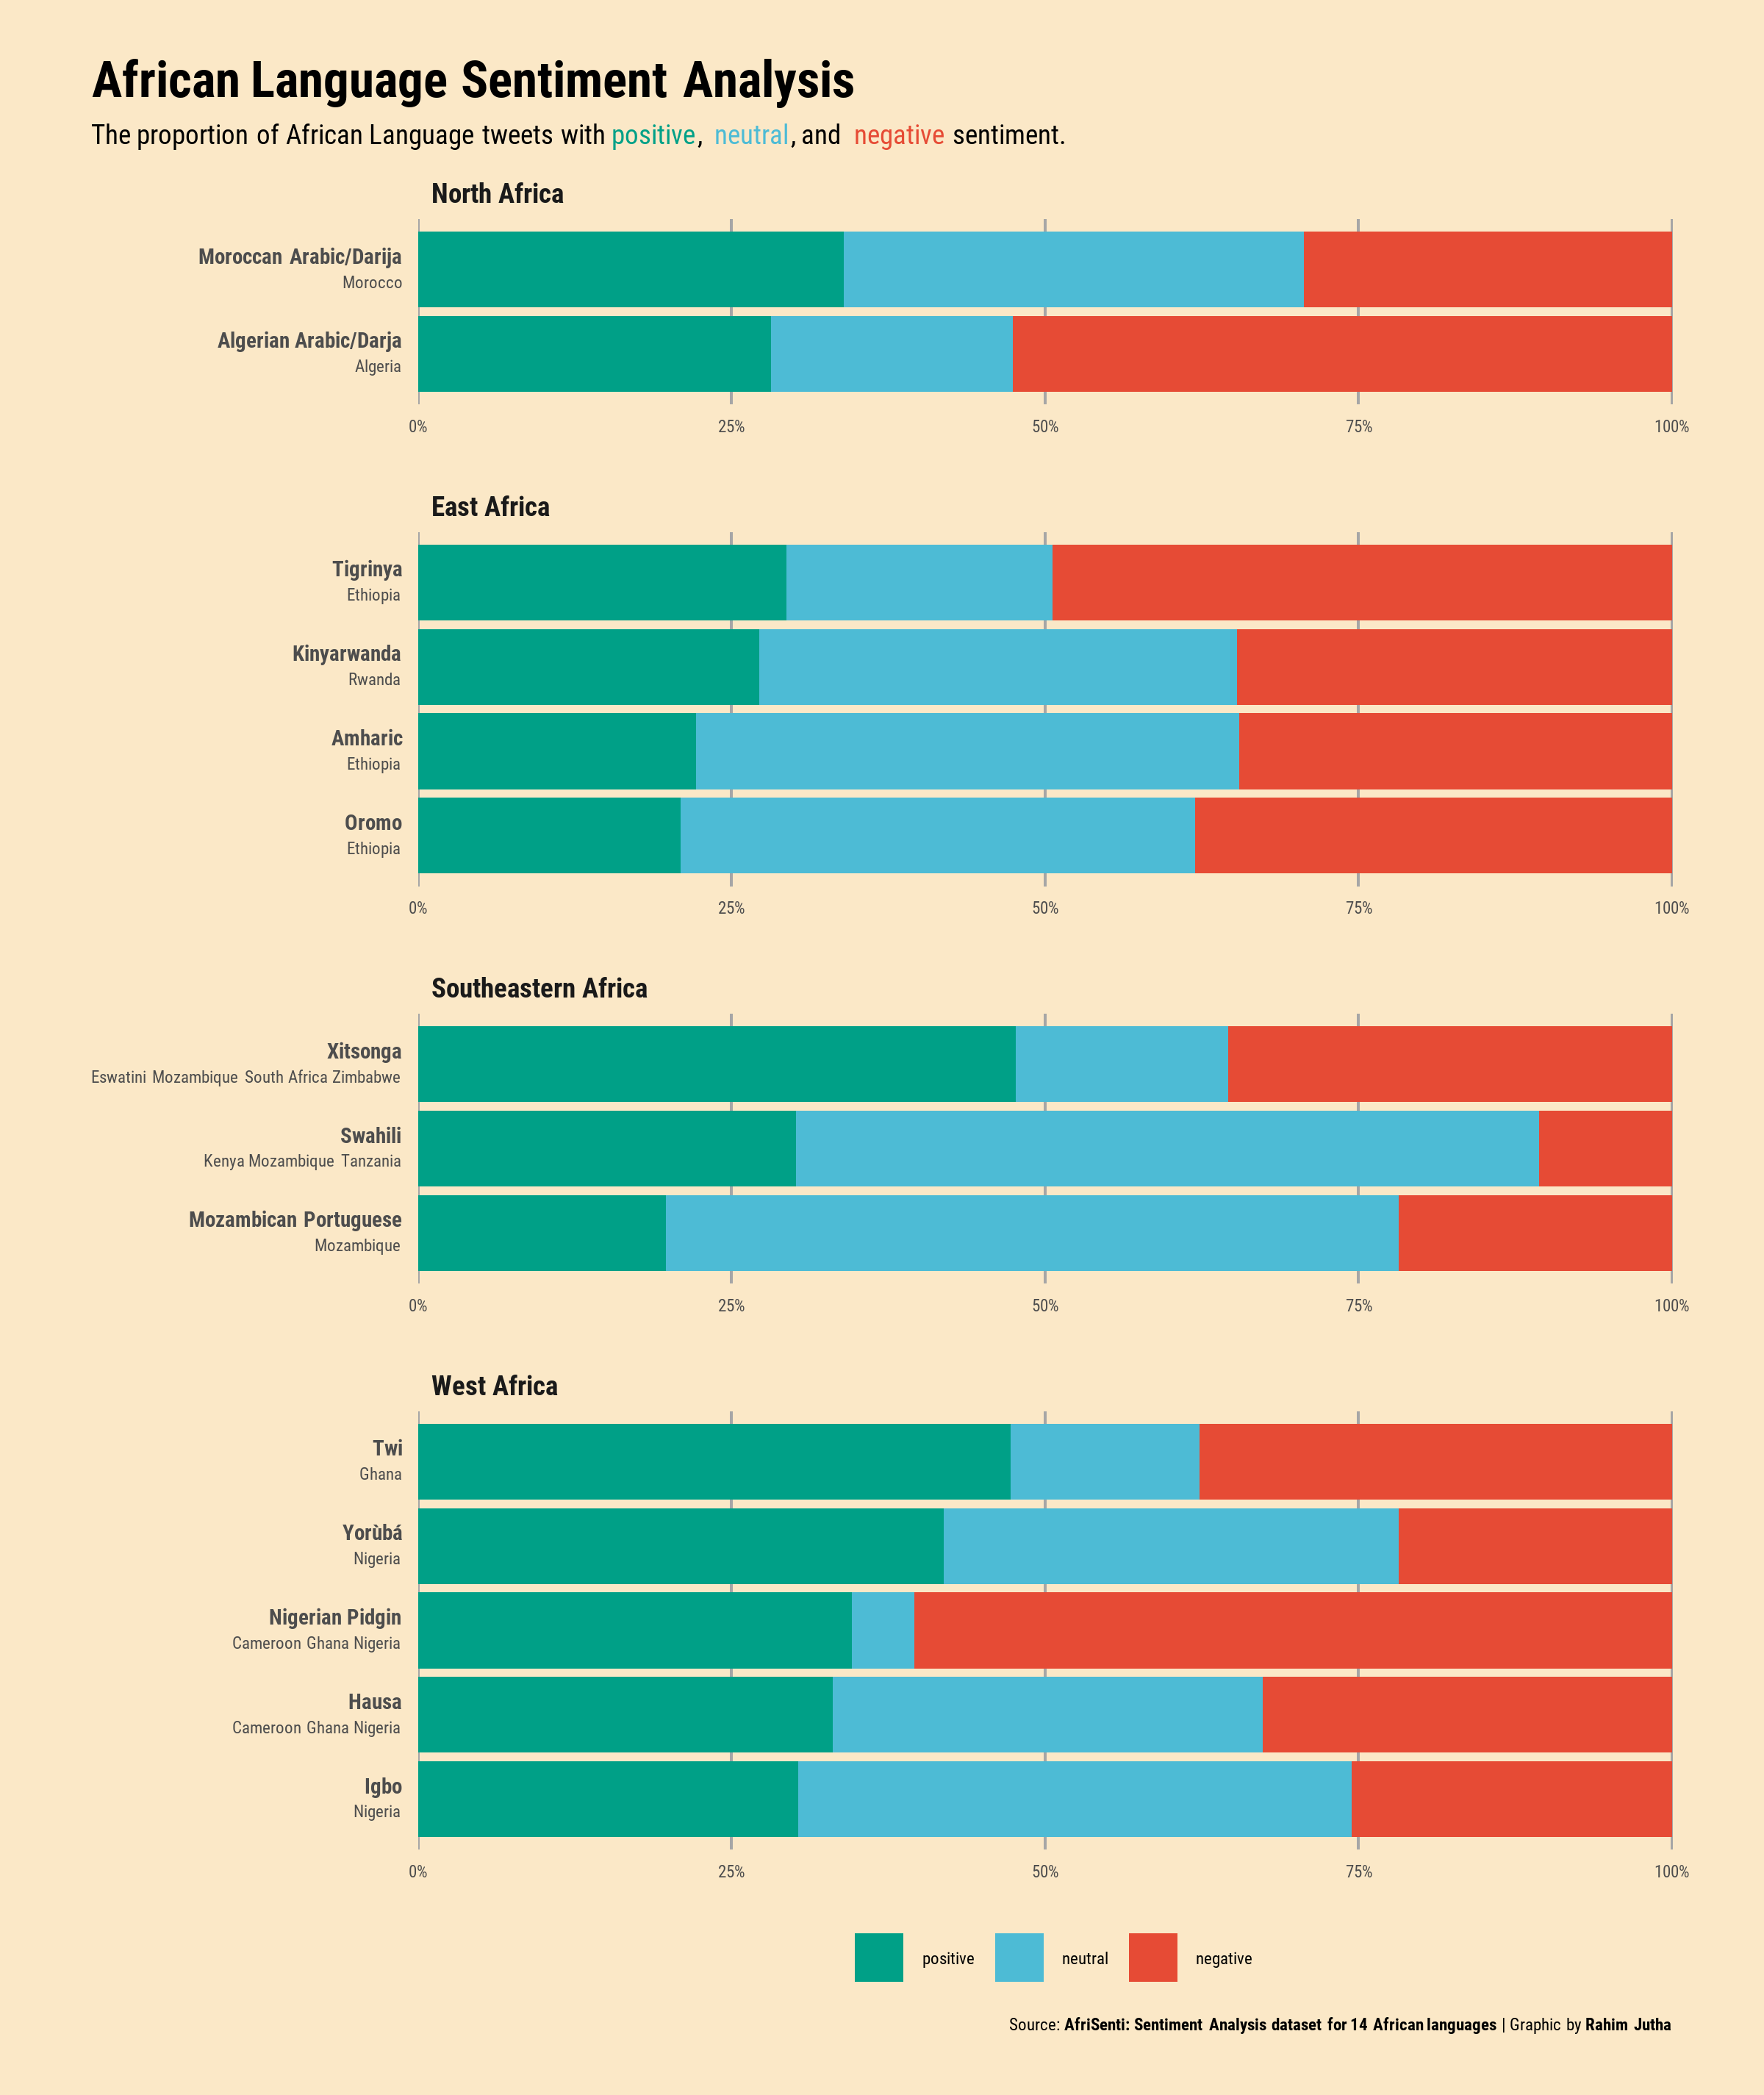 African Language Sentiment Analysis
The proportion of African Language tweets with positive, neutral, and negative sentiment.
North Africa
Moroccan Arabic/Darija
Morocco
Algerian Arabic/Darja
Algeria
0% 25% 50% 75% 100%
East Africa
Tigrinya
Ethiopia
Kinyarwanda
Rwanda
Amharic
Ethiopia
Oromo
Ethiopia
0% 25% 50% 75% 100%
Southeastern Africa
Xitsonga
Eswatini Mozambique South Africa Zimbabwe
Swahili
Kenya Mozambique Tanzania
Mozambican Portuguese
Mozambique
0% 25% 50% 75% 100%
West Africa
Twi
Ghana
Yorùbá
Nigeria
Nigerian Pidgin
Cameroon Ghana Nigeria
Hausa
Cameroon Ghana Nigeria
Igbo
Nigeria
0% 25% 50% 75% 100%
positive neutral negative
Source: AfriSenti: Sentiment Analysis dataset for 14 African languages | Graphic by Rahim Jutha